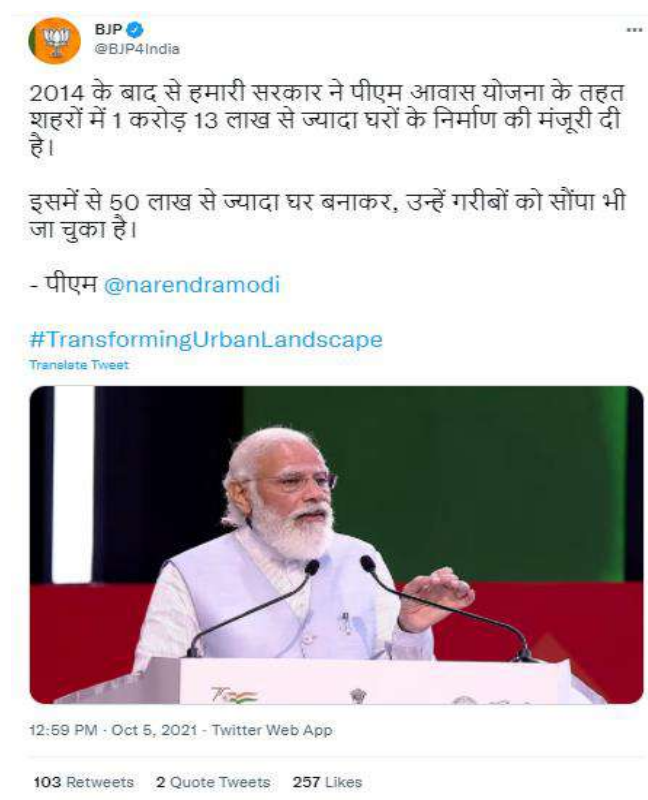 BJP
@BJP4India
2014 के बाद से हमारी सरकार ने पीएम आवास योजना के तहत
शहरों में 1 करोड़ 13 लाख से ज्यादा घरों के निर्माण की मंजूरी दी
है।
इसमें से 50 लाख से ज्यादा घर बनाकर, उन्हें गरीबों को सौंपा भी
जा चुका है।
- पीएम @narendramodi
#TransformingUrbanLandscape
Translate Tweet
12:59 PM · Oct 5, 2021 · Twitter Web App
103 Retweets 2 Quote Tweets 257 Likes